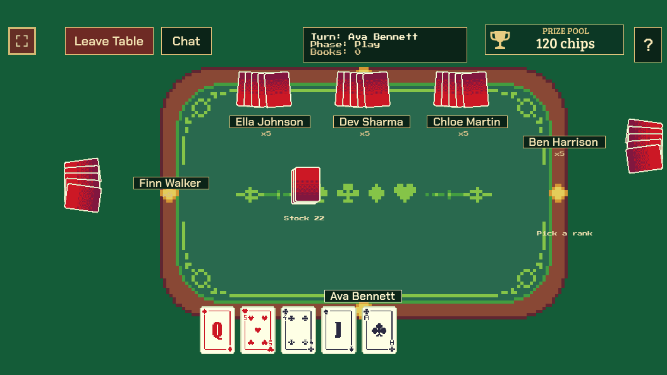 Leave Table
Chat
Turn: Ava Bennett
Phase: Play
Books: 0
PRIZE POOL
120 chips
?
Ella Johnson
x5
Dev Sharma
x5
Chloe Martin
x5
Ben Harrison
x5
Finn Walker
Stock 22
Pick a rank
Ava Bennett
Q
J